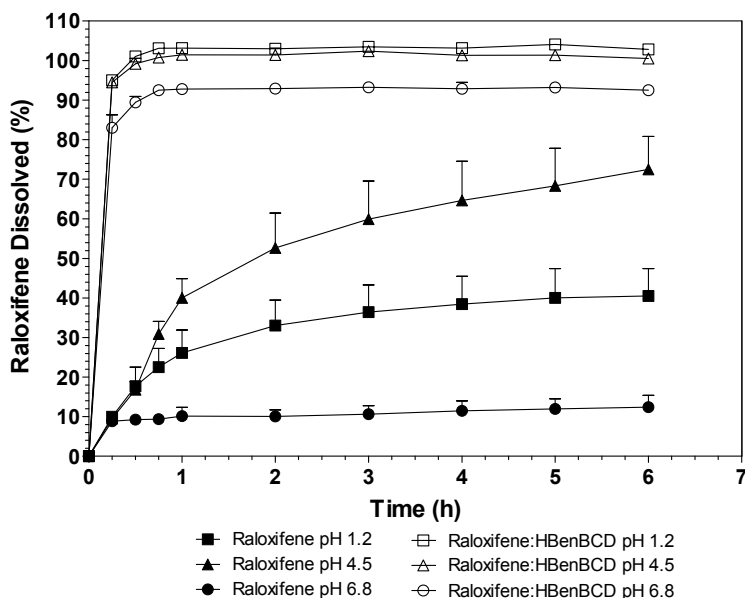 110
100
90
80
70
60
50
40
30
20
10
0
Raloxifene Dissolved (%)
0 1 2 3 4 5 6 7
Time (h)
Raloxifene pH 1.2 Raloxifene:HBenBCD pH 1.2
Raloxifene pH 4.5 Raloxifene:HBenBCD pH 4.5
Raloxifene pH 6.8 Raloxifene:HBenBCD pH 6.8